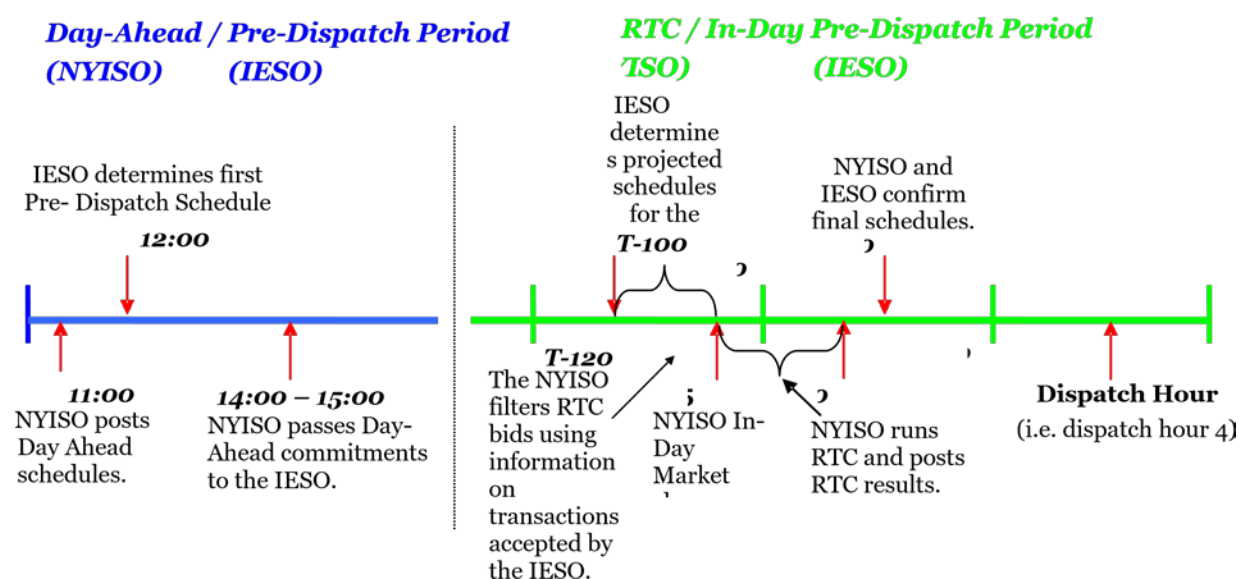 Day-Ahead / Pre-Dispatch Period
(NYISO) (IESO)
RTC / In-Day Pre-Dispatch Period
(IESO)
IESO determines first
Pre- Dispatch Schedule
12:00
IESO
determine
s projected
schedules
for the
T-100
NYISO and
IESO confirm
final schedules.
11:00
NYISO posts
Day Ahead
schedules.
14:00 – 15:00
NYISO passes Day-
Ahead commitments
to the IESO.
T-120
The NYISO
filters RTC
bids using
information
on
transactions
accepted by
the IESO.
NYISO In-
Day
Market
NYISO runs
RTC and posts
RTC results.
Dispatch Hour
(i.e. dispatch hour 4)